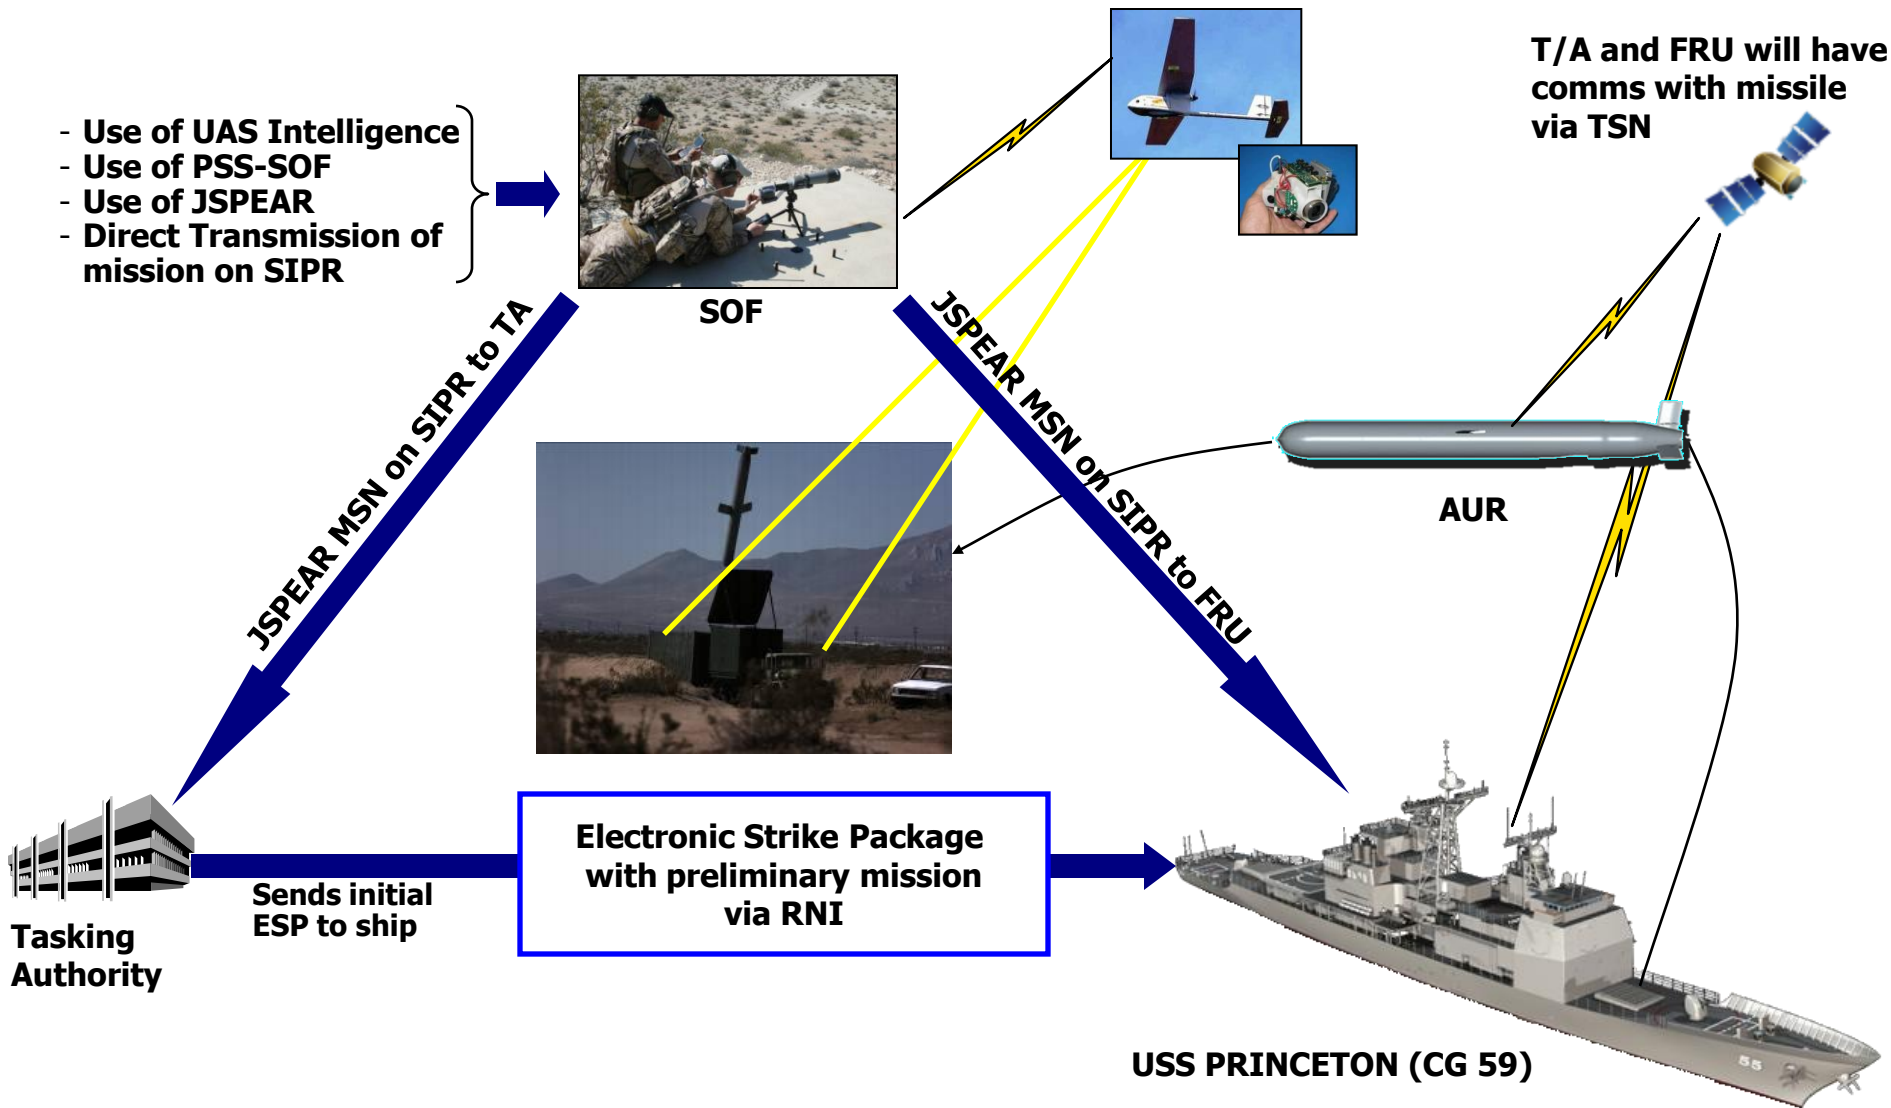 T/A and FRU will have
comms with missile
via TSN
- Use of UAS Intelligence
- Use of PSS-SOF
- Use of JSPEAR
- Direct Transmission of
mission on SIPR
SOF
JSPEAR MSN on SIPR to TA
JSPEAR MSN on SIPR to FRU
AUR
Electronic Strike Package
with preliminary mission
via RNI
Sends initial
ESP to ship
Tasking
Authority
USS PRINCETON (CG 59)
55